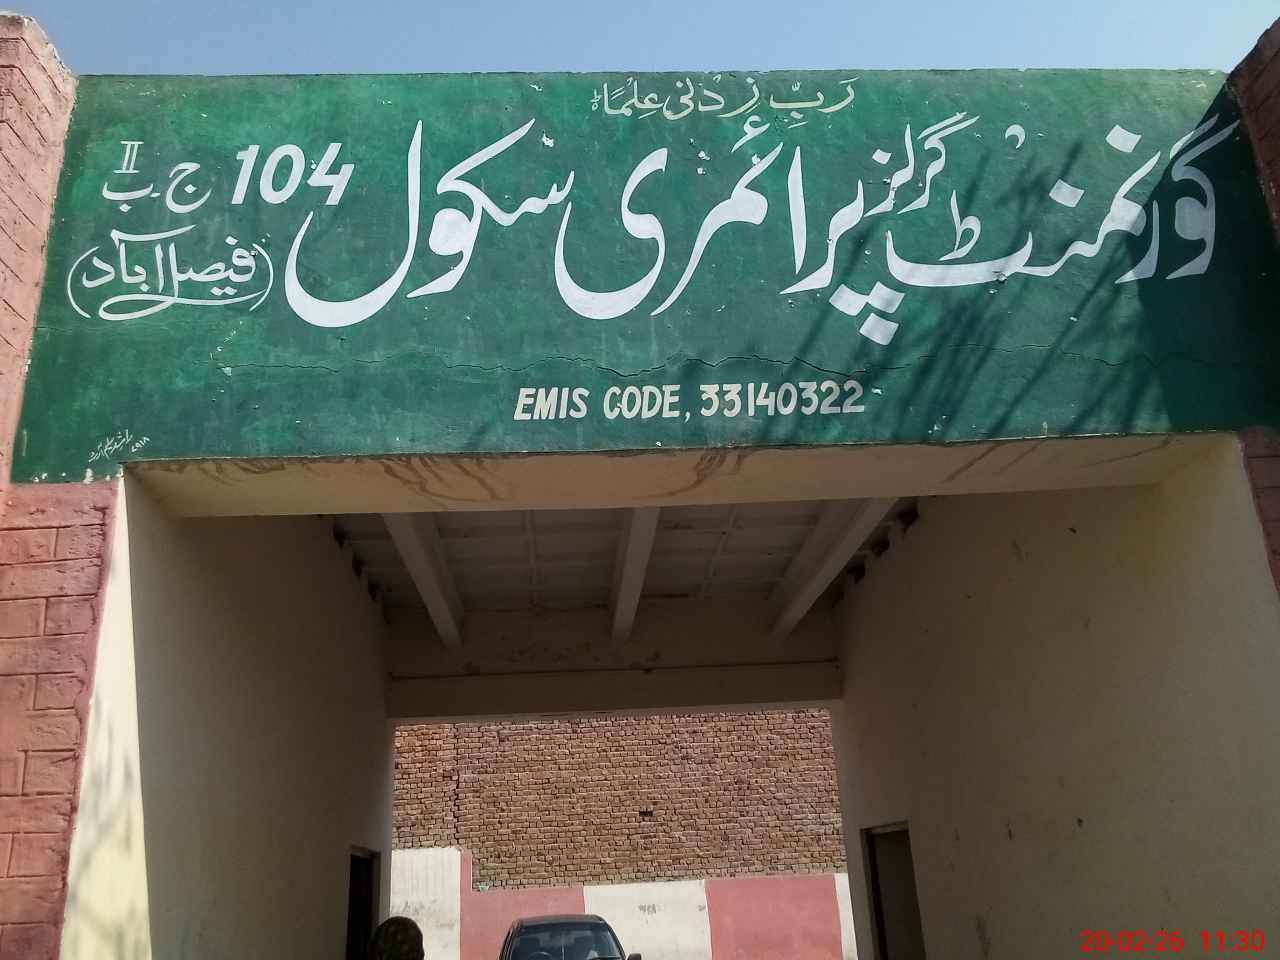 رَبِّ زِدْنِی عِلْمًا
گورنمنٹ گرلز پرائمری سکول 104 ج ب II
(فیصل آباد)
EMIS CODE, 33140322
20-02-26 11:30